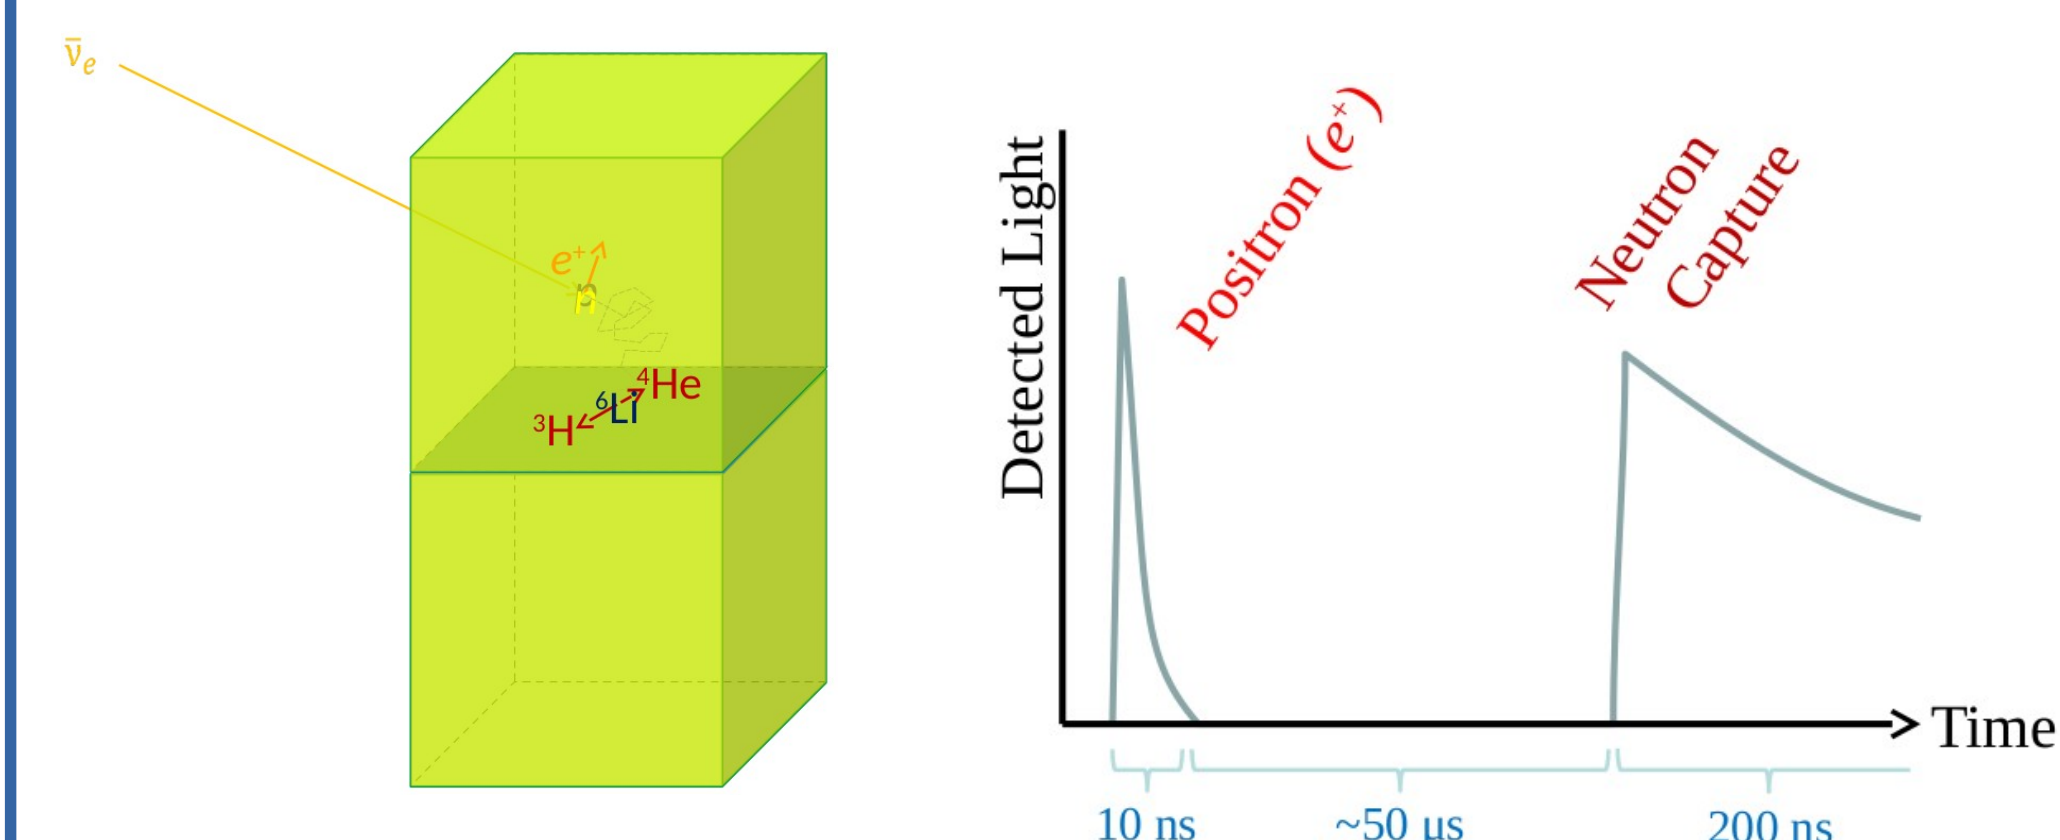 ν̄ₑ
e⁺
n
⁴He
⁶Li
³H
Detected Light
Positron (e⁺)
Neutron
Capture
Time
10 ns
~50 μs
200 ns